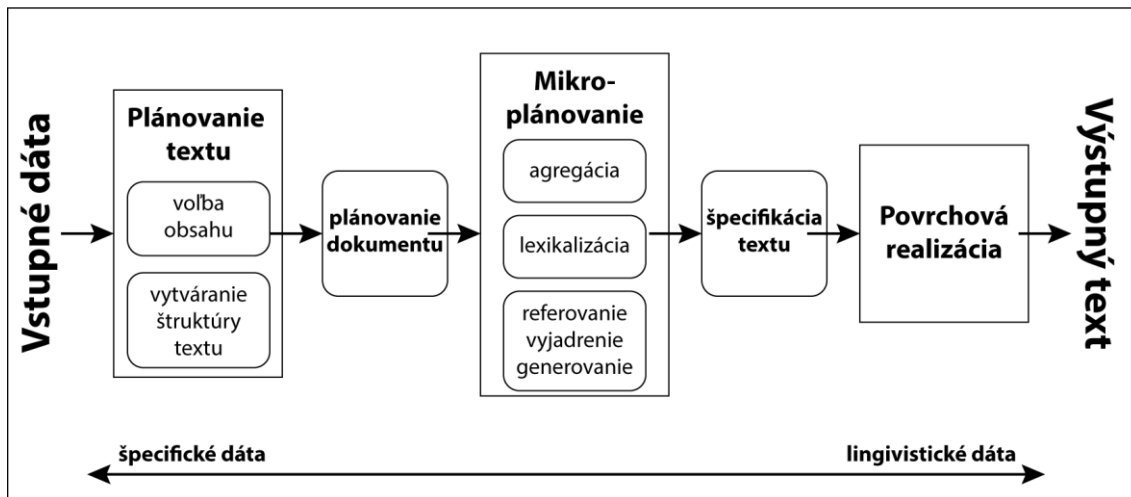 Vstupné dáta
Plánovanie
textu
voľba
obsahu
vytváranie
štruktúry
textu
plánovanie
dokumentu
Mikro-
plánovanie
agregácia
lexikalizácia
referovanie
vyjadrenie
generovanie
špecifikácia
textu
Povrchová
realizácia
Výstupný text
špecifické dáta
lingivistické dáta